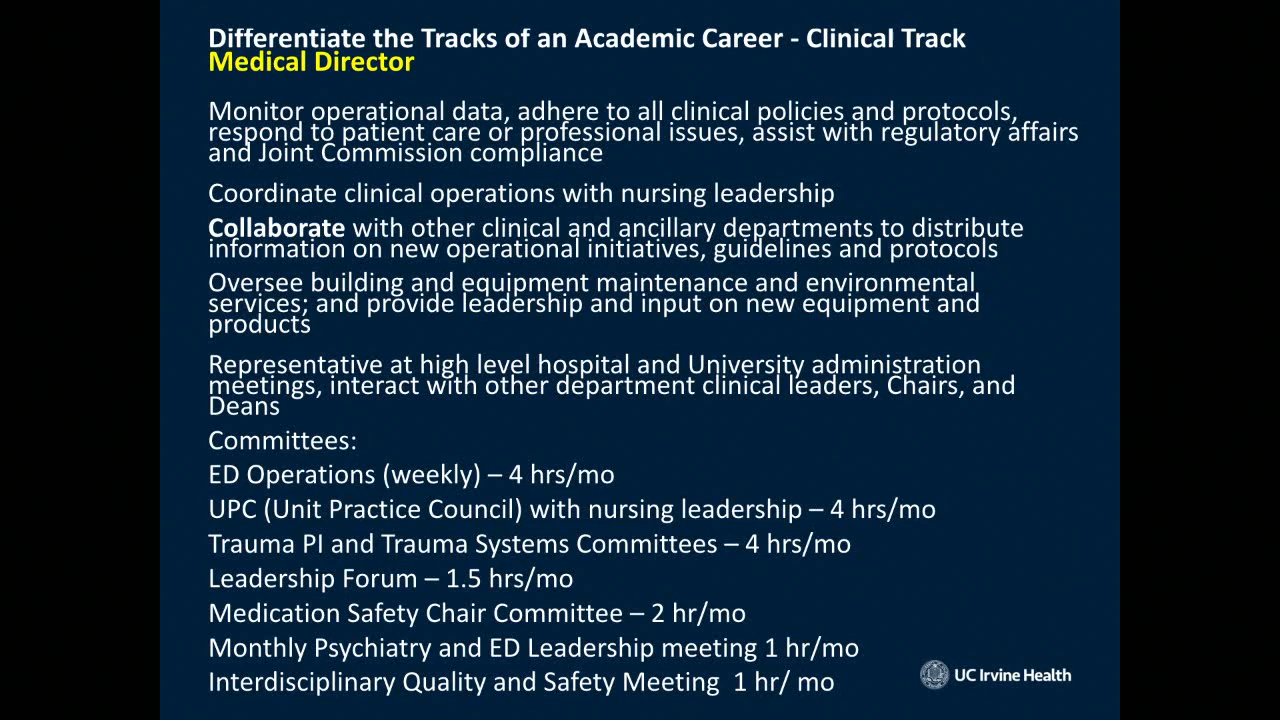 Differentiate the Tracks of an Academic Career - Clinical Track
Medical Director
Monitor operational data, adhere to all clinical policies and protocols,
respond to patient care or professional issues, assist with regulatory affairs
and Joint Commission compliance
Coordinate clinical operations with nursing leadership
Collaborate with other clinical and ancillary departments to distribute
information on new operational initiatives, guidelines and protocols
Oversee building and equipment maintenance and environmental
services; and provide leadership and input on new equipment and
products
Representative at high level hospital and University administration
meetings, interact with other department clinical leaders, Chairs, and
Deans
Committees:
ED Operations (weekly) – 4 hrs/mo
UPC (Unit Practice Council) with nursing leadership – 4 hrs/mo
Trauma PI and Trauma Systems Committees – 4 hrs/mo
Leadership Forum – 1.5 hrs/mo
Medication Safety Chair Committee – 2 hr/mo
Monthly Psychiatry and ED Leadership meeting 1 hr/mo
Interdisciplinary Quality and Safety Meeting  1 hr/ mo
UC Irvine Health